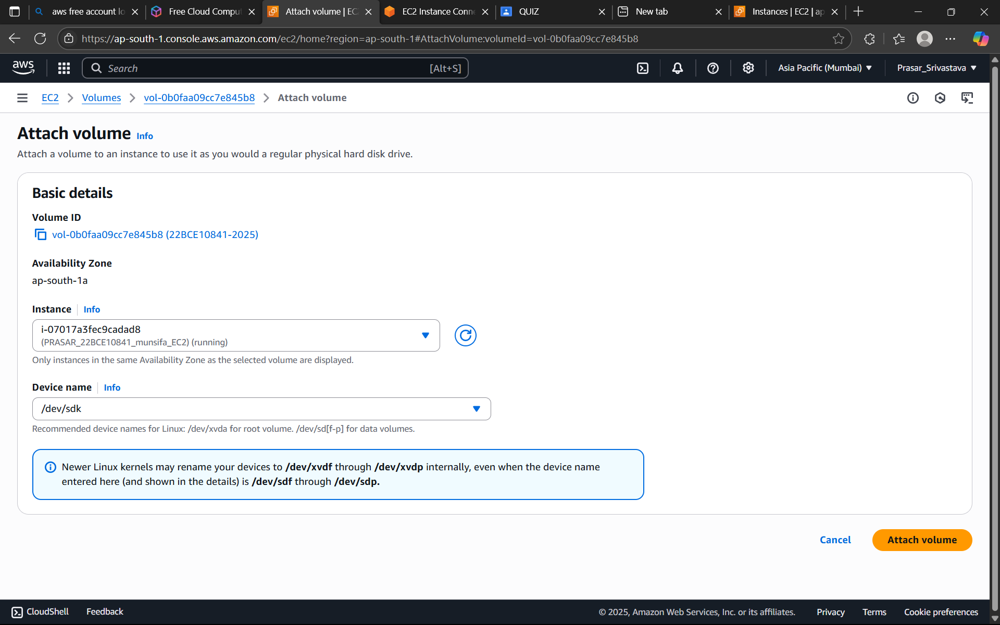 aws free account lo
Free Cloud Comput
Attach volume | EC
EC2 Instance Conne
QUIZ
New tab
Instances | EC2 | ap
https://ap-south-1.console.aws.amazon.com/ec2/home?region=ap-south-1#AttachVolume:volumeId=vol-0b0faa09cc7e845b8
aws
Search
[Alt+S]
Asia Pacific (Mumbai)
Prasar_Srivastava
EC2
Volumes
vol-0b0faa09cc7e845b8
Attach volume
Attach volume Info
Attach a volume to an instance to use it as you would a regular physical hard disk drive.
Basic details
Volume ID
vol-0b0faa09cc7e845b8 (22BCE10841-2025)
Availability Zone
ap-south-1a
Instance Info
i-07017a3fec9cadad8
(PRASAR_22BCE10841_munsifa_EC2) (running)
Only instances in the same Availability Zone as the selected volume are displayed.
Device name Info
/dev/sdk
Recommended device names for Linux: /dev/xvda for root volume. /dev/sd[f-p] for data volumes.
Newer Linux kernels may rename your devices to /dev/xvdf through /dev/xvdp internally, even when the device name
entered here (and shown in the details) is /dev/sdf through /dev/sdp.
Cancel
Attach volume
CloudShell
Feedback
© 2025, Amazon Web Services, Inc. or its affiliates.
Privacy
Terms
Cookie preferences